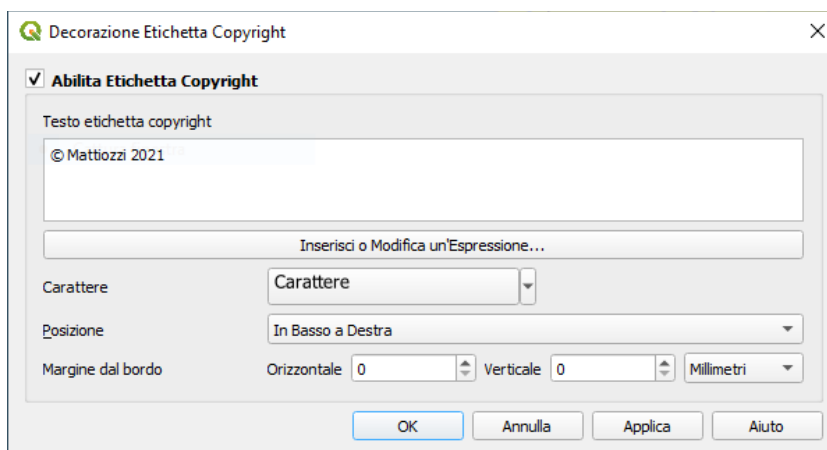 Decorazione Etichetta Copyright
Abilita Etichetta Copyright
Testo etichetta copyright
© Mattiozzi 2021
Inserisci o Modifica un'Espressione...
Carattere Carattere
Posizione In Basso a Destra
Margine dal bordo Orizzontale 0 Verticale 0 Millimetri
OK Annulla Applica Aiuto